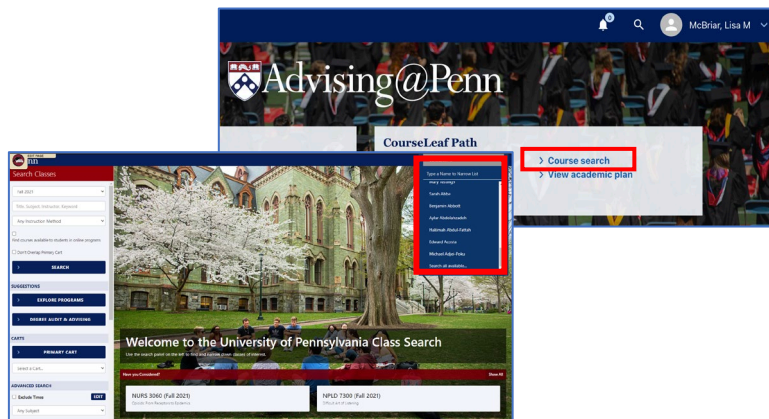 0
McBriar, Lisa M
Advising@Penn
CourseLeaf Path
Course search
View academic plan
Search Classes
Fall 2021
Title, Subject, Instructor, Keyword
Any Instruction Method
Find courses available to students in online programs
Don't Overlap Primary Cart
SEARCH
SUGGESTIONS
EXPLORE PROGRAMS
DEGREE AUDIT & ADVISING
CARTS
PRIMARY CART
Select a Cart...
ADVANCED SEARCH
Exclude Times
EDIT
Any Subject
Type a Name to Narrow List
Benjamin Abbott
Edward Acosta
Michael Adjei-Poku
Search all available...
Welcome to the University of Pennsylvania Class Search
Use the search panel on the left to find and narrow down classes of interest.
Have you Considered?
Show All
NURS 3060 (Fall 2021)
NPLD 7300 (Fall 2021)